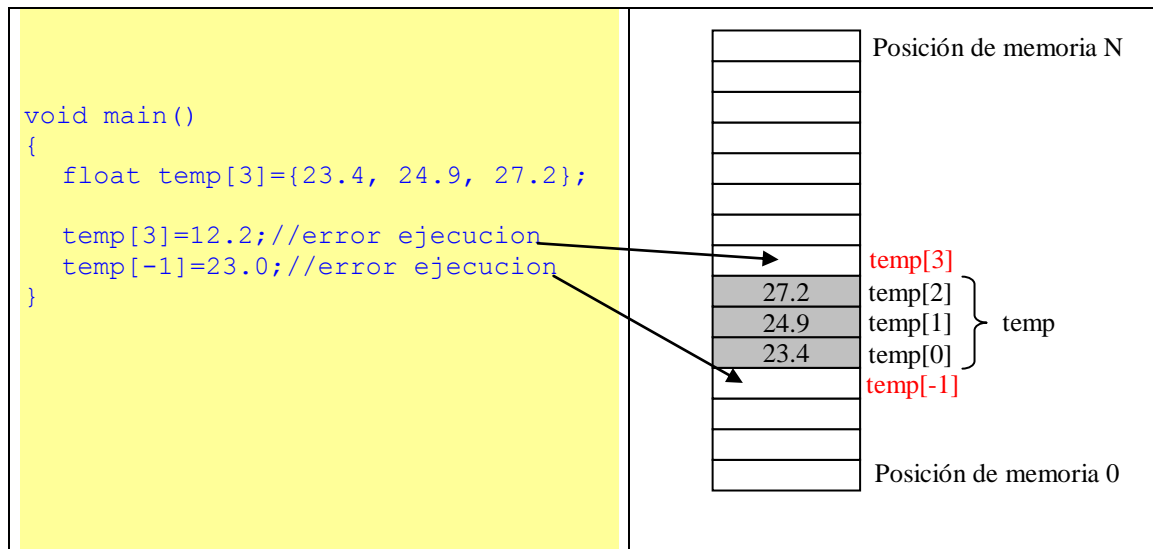 void main()
{
float temp[3]={23.4, 24.9, 27.2};
temp[3]=12.2;//error ejecucion
temp[-1]=23.0;//error ejecucion
}
Posición de memoria N
temp[3]
27.2 temp[2]
24.9 temp[1] temp
23.4 temp[0]
temp[-1]
Posición de memoria 0